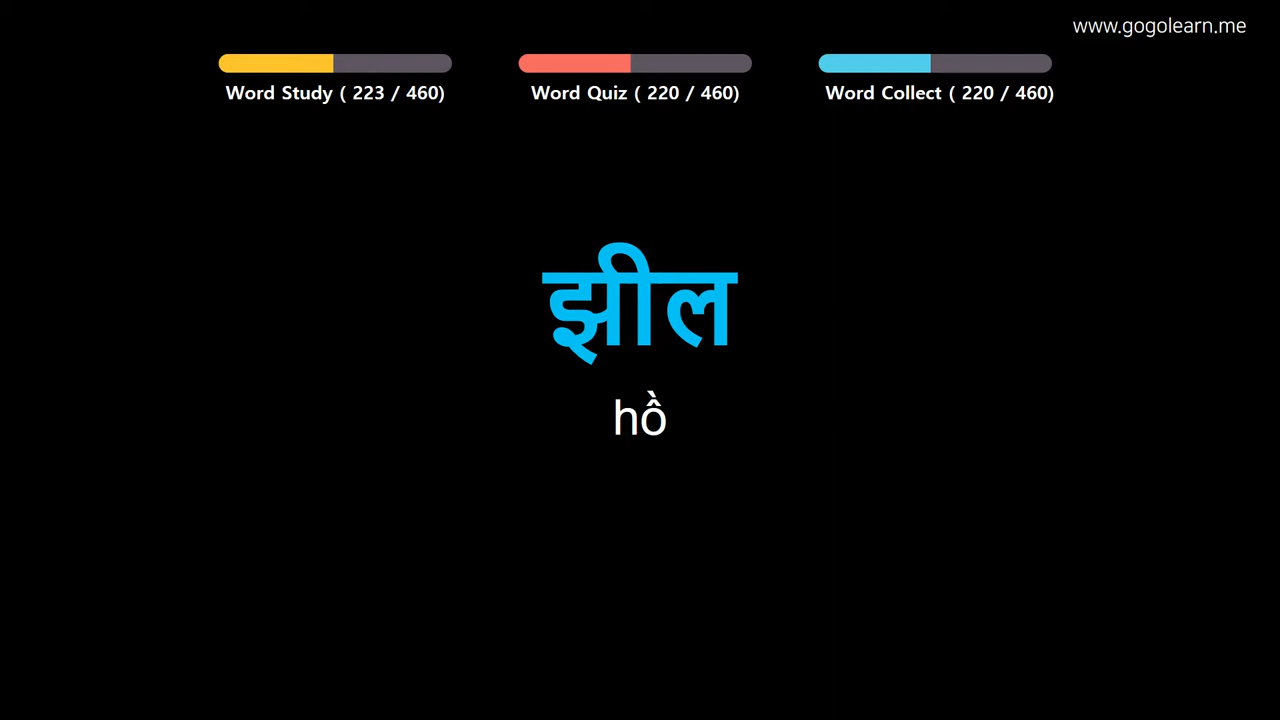 www.gogolearn.me
Word Study ( 223 / 460)
Word Quiz ( 220 / 460)
Word Collect ( 220 / 460)
झील
hồ